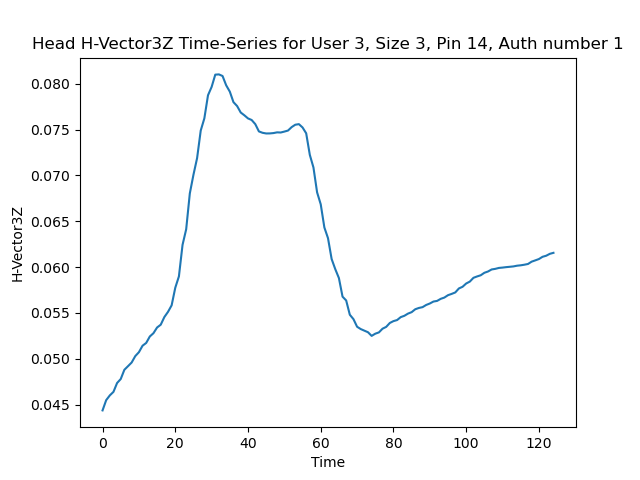 Head H-Vector3Z Time-Series for User 3, Size 3, Pin 14, Auth number 1
0.080
0.075
0.070
0.065
0.060
0.055
0.050
0.045
H-Vector3Z
0 20 40 60 80 100 120
Time